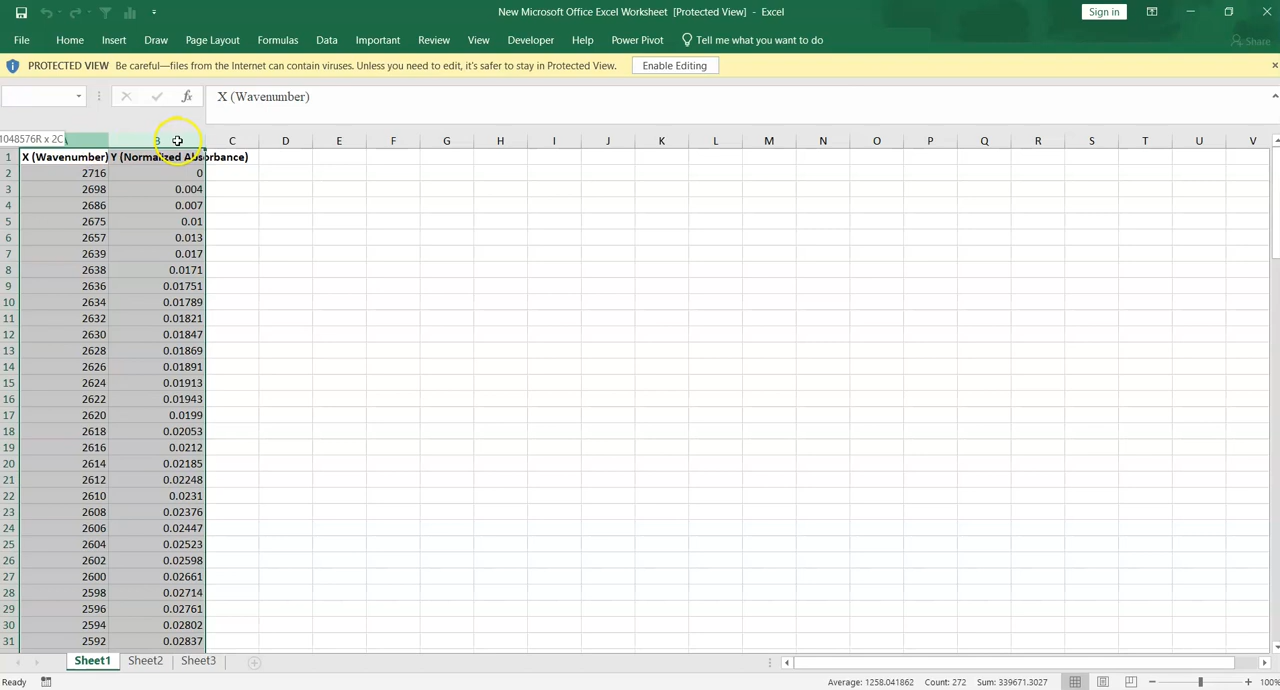 New Microsoft Office Excel Worksheet [Protected View] - Excel
Sign in
File Home Insert Draw Page Layout Formulas Data Important Review View Developer Help Power Pivot Tell me what you want to do Share
PROTECTED VIEW Be careful—files from the Internet can contain viruses. Unless you need to edit, it's safer to stay in Protected View. Enable Editing
fx X (Wavenumber)
1048576R x 2C B C D E F G H I J K L M N O P Q R S T U V
1 X (Wavenumber) Y (Normalized Absorbance)
2 2716 0
3 2698 0.004
4 2686 0.007
5 2675 0.01
6 2657 0.013
7 2639 0.017
8 2638 0.0171
9 2636 0.01751
10 2634 0.01789
11 2632 0.01821
12 2630 0.01847
13 2628 0.01869
14 2626 0.01891
15 2624 0.01913
16 2622 0.01943
17 2620 0.0199
18 2618 0.02053
19 2616 0.0212
20 2614 0.02185
21 2612 0.02248
22 2610 0.0231
23 2608 0.02376
24 2606 0.02447
25 2604 0.02523
26 2602 0.02598
27 2600 0.02661
28 2598 0.02714
29 2596 0.02761
30 2594 0.02802
31 2592 0.02837
Sheet1 Sheet2 Sheet3
Ready Average: 1258.041862 Count: 272 Sum: 339671.3027 100%